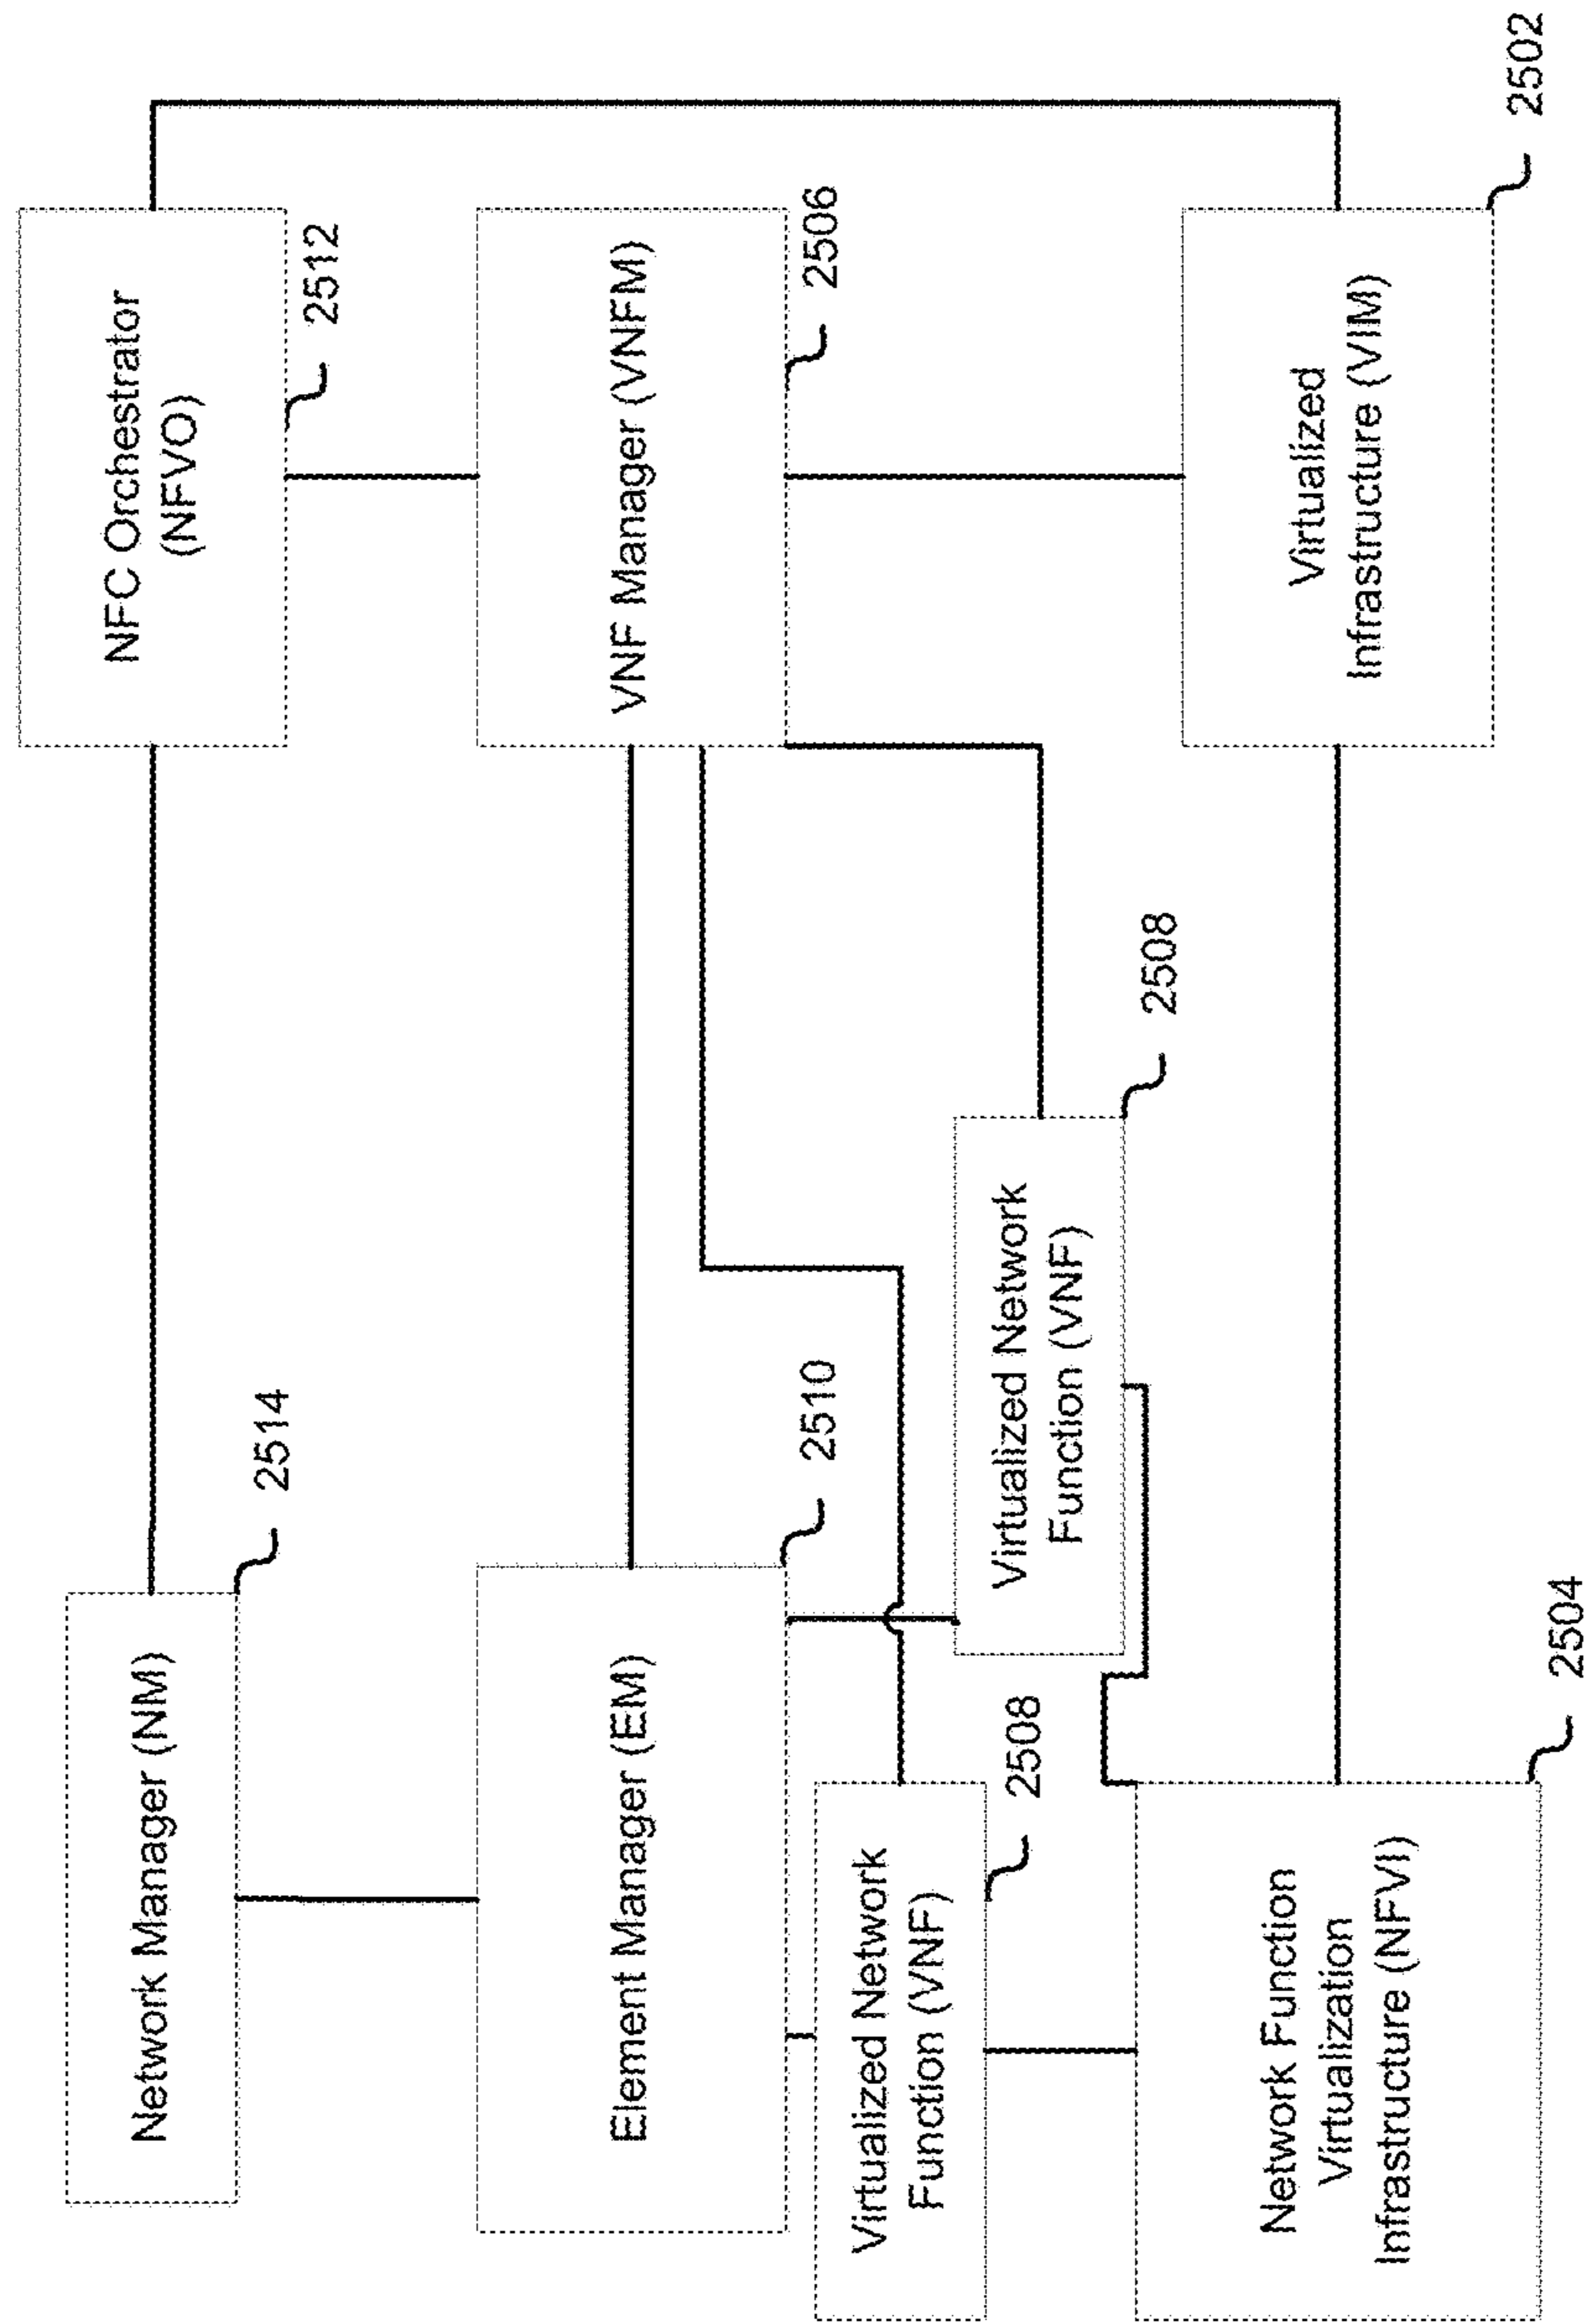 Network Manager (NM)
2514
NFC Orchestrator
(NFVO)
2512
Element Manager (EM)
2510
VNF Manager (VNFM)
2506
Virtualized Network
Function (VNF)
2508
Virtualized Network
Function (VNF)
2508
Network Function
Virtualization
Infrastructure (NFVI)
2504
Virtualized
Infrastructure (VIM)
2502